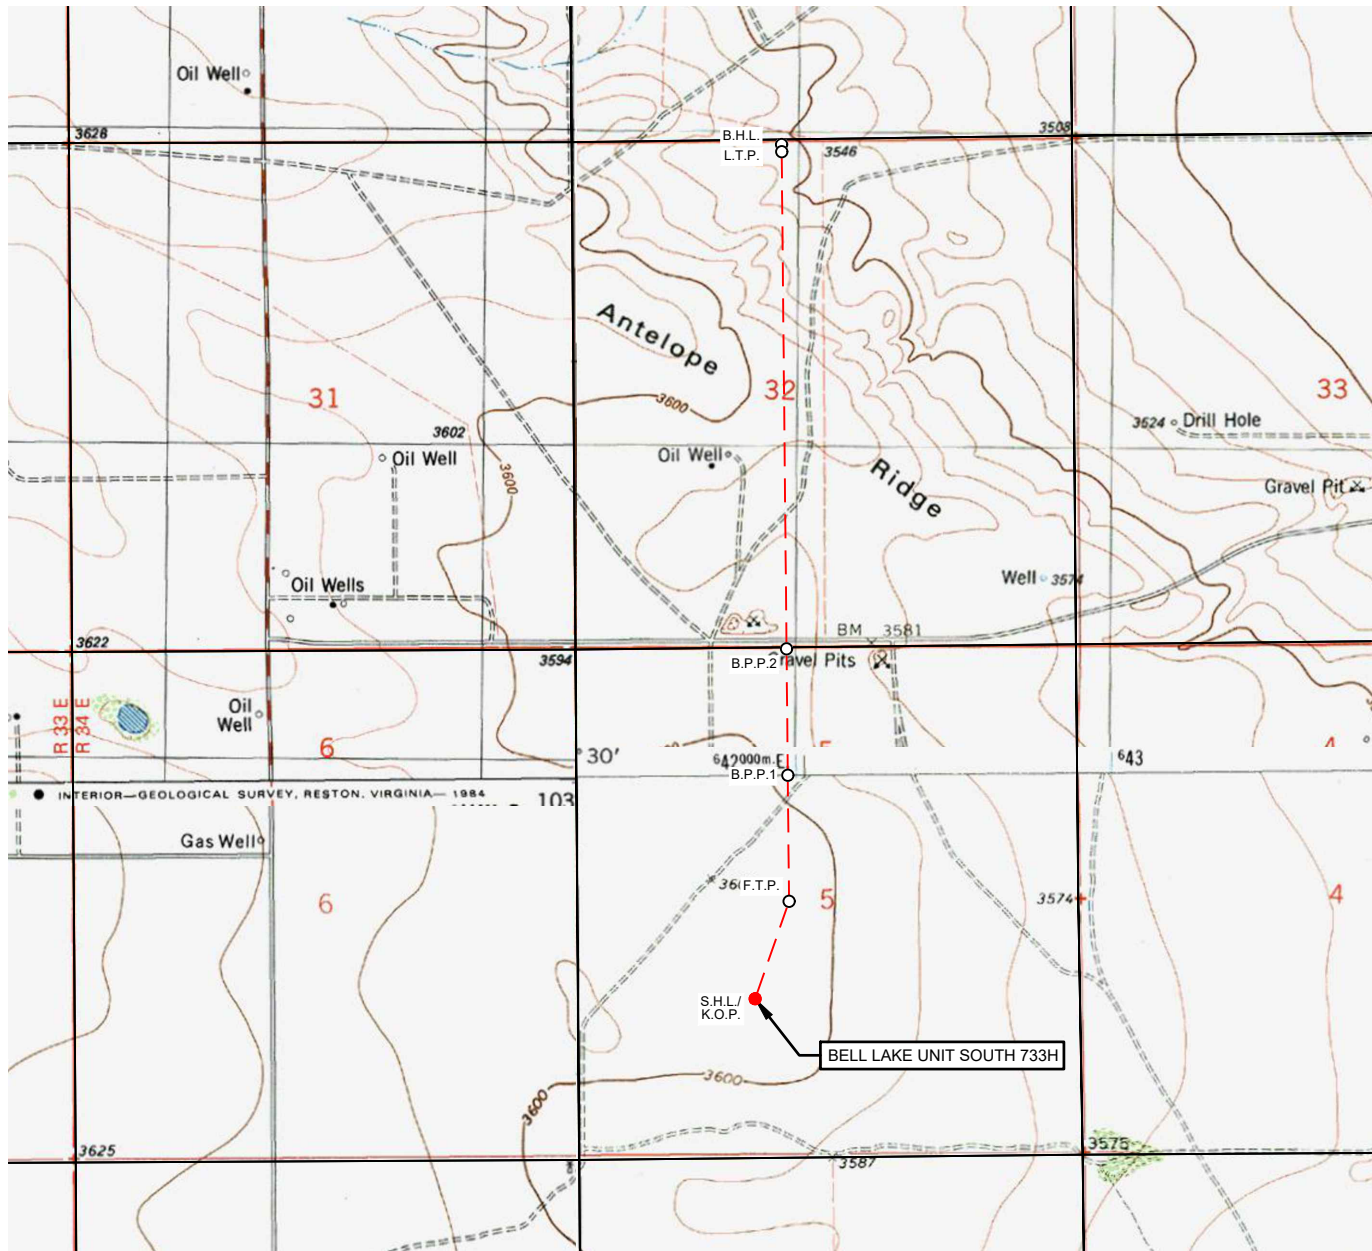 Oil Well
3628
B.H.L.
3508
L.T.P.
3546
Antelope
31
32
33
3600
3524
Drill Hole
3602
Oil Well
Oil Well
3600
Ridge
Gravel Pit
Oil Wells
Well
3574
BM
3581
3622
3594
B.P.P.2
Gravel Pits
Oil
Well
R 33 E
R 34 E
6
30'
642000m.E
643
B.P.P.1
INTERIOR—GEOLOGICAL SURVEY, RESTON, VIRGINIA—1984
103
Gas Well
F.T.P.
6
5
3574
4
S.H.L./
K.O.P.
BELL LAKE UNIT SOUTH 733H
3600
3600
3625
3575
3587